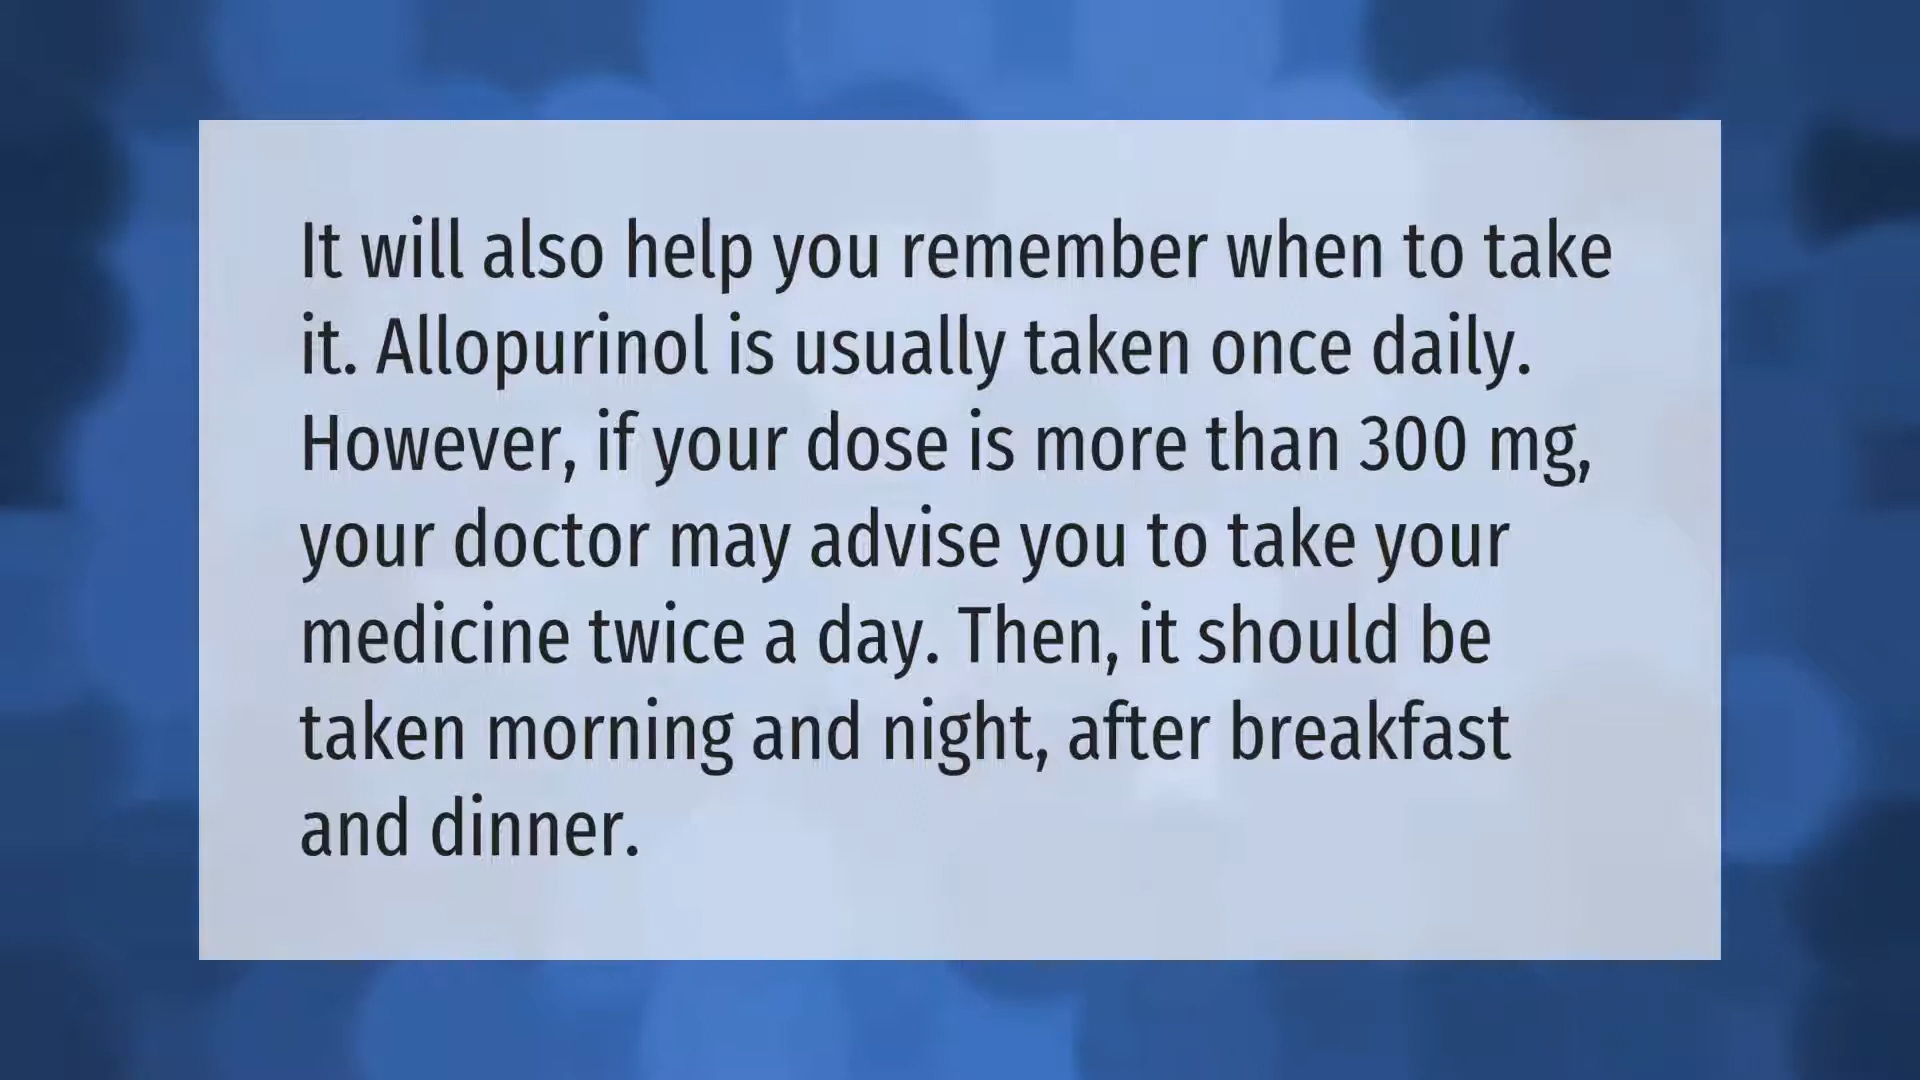 It will also help you remember when to take
it. Allopurinol is usually taken once daily.
However, if your dose is more than 300 mg,
your doctor may advise you to take your
medicine twice a day. Then, it should be
taken morning and night, after breakfast
and dinner.